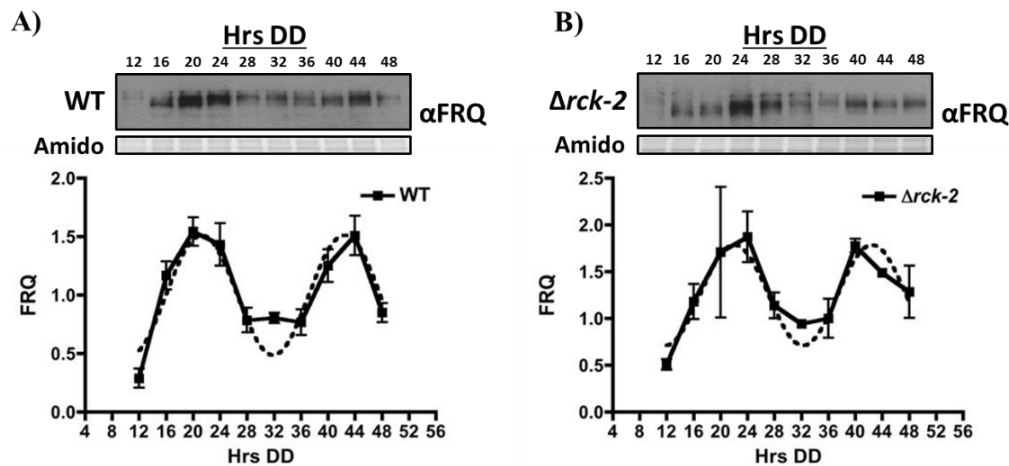 A)
Hrs DD
12 16 20 24 28 32 36 40 44 48
WT
αFRQ
Amido
2.0
1.5
1.0
0.5
0.0
FRQ
WT
4 8 12 16 20 24 28 32 36 40 44 48 52 56
Hrs DD
B)
Hrs DD
12 16 20 24 28 32 36 40 44 48
Δrck-2
αFRQ
Amido
2.5
2.0
1.5
1.0
0.5
0.0
FRQ
Δrck-2
4 8 12 16 20 24 28 32 36 40 44 48 52 56
Hrs DD